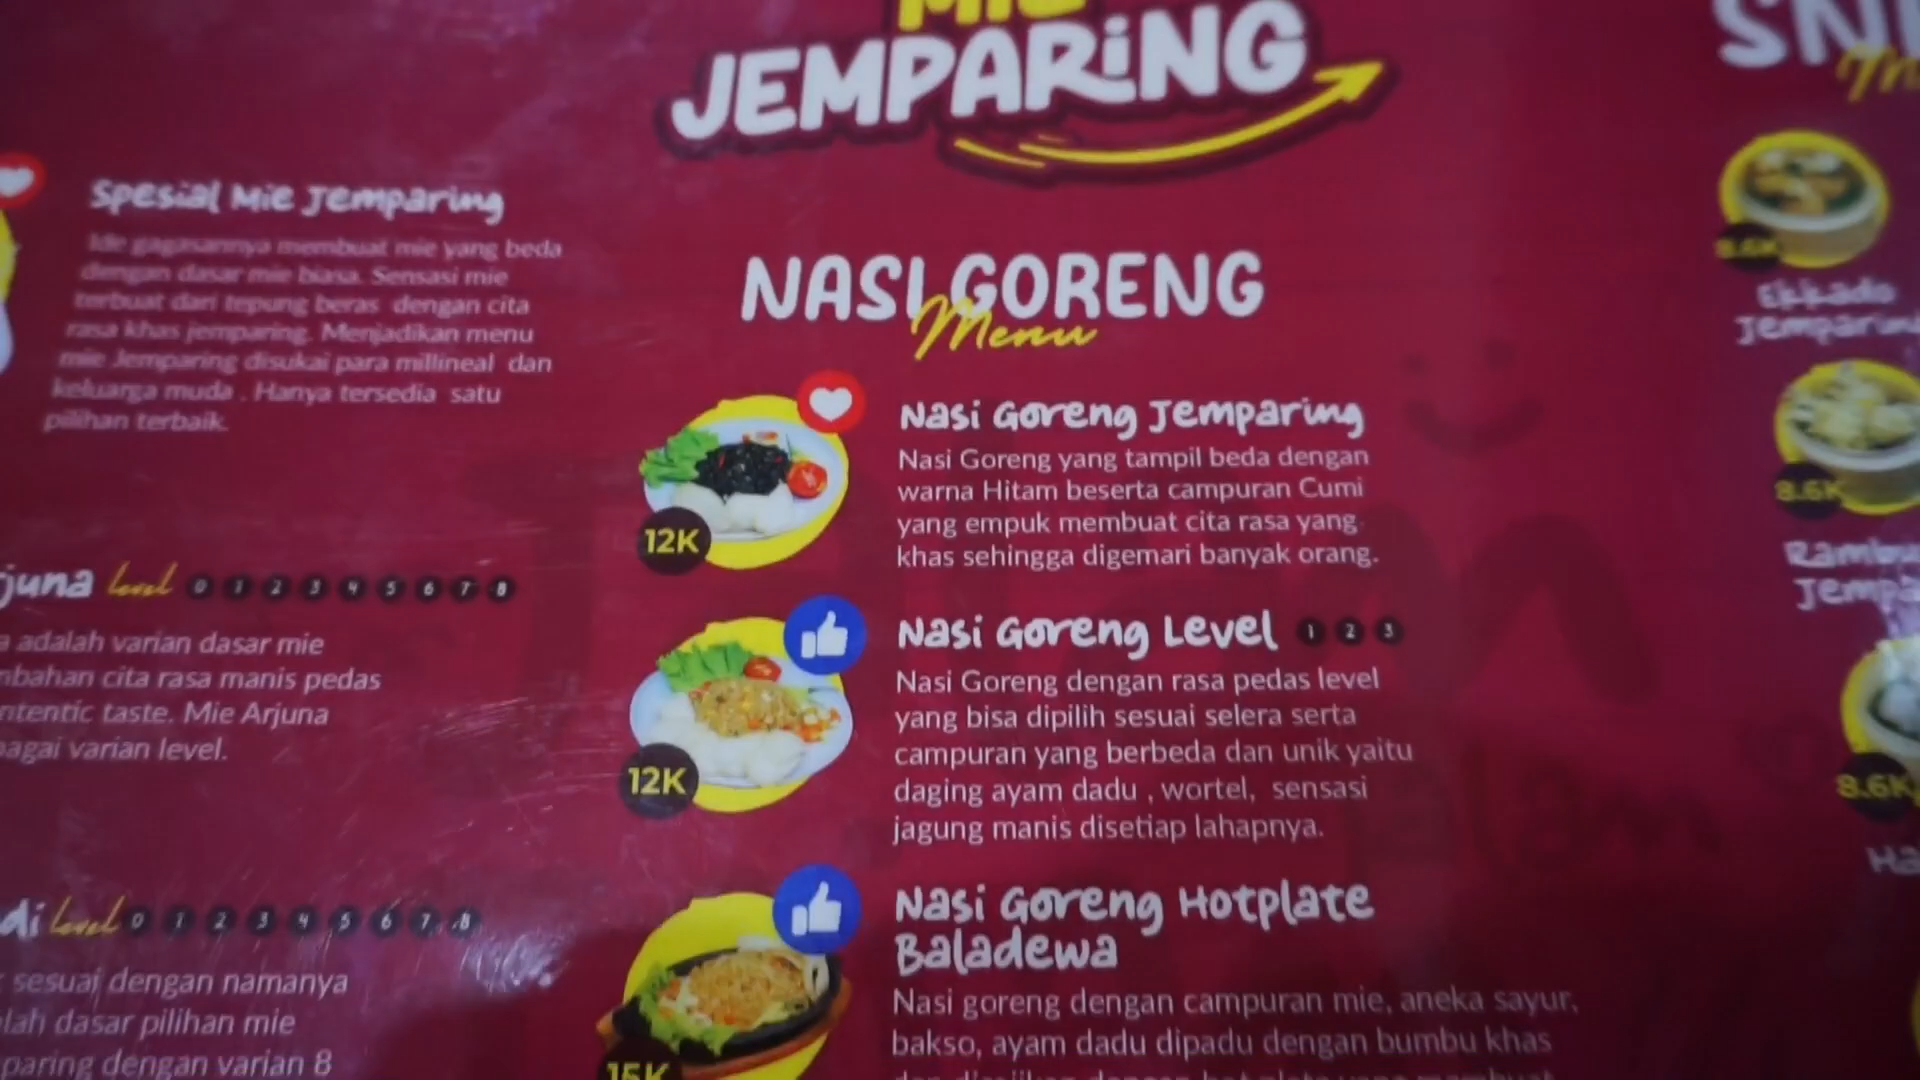 MIE
JEMPARING
Spesial Mie Jemparing
Ide gagasannya membuat mie yang beda
dengan dasar mie biasa. Sensasi mie
terbuat dari tepung beras dengan cita
rasa khas jemparing. Menjadikan menu
mie Jemparing disukai para millineal dan
keluarga muda . Hanya tersedia satu
pilihan terbaik.
juna level 0 1 2 3 4 5 6 7 8
adalah varian dasar mie
cita rasa manis pedas
taste. Mie Arjuna
varian level.
di level 0 1 2 3 4 5 6 7 8
sesuai dengan namanya
dasar pilihan mie
dengan varian 8
NASI GORENG
Menu
Nasi Goreng Jemparing
Nasi Goreng yang tampil beda dengan
warna Hitam beserta campuran Cumi
yang empuk membuat cita rasa yang
khas sehingga digemari banyak orang.
12K
Nasi Goreng Level 1 2 3
Nasi Goreng dengan rasa pedas level
yang bisa dipilih sesuai selera serta
campuran yang berbeda dan unik yaitu
daging ayam dadu , wortel, sensasi
jagung manis disetiap lahapnya.
12K
Nasi Goreng Hotplate
Baladewa
Nasi goreng dengan campuran mie, aneka sayur,
bakso, ayam dadu dipadu dengan bumbu khas
15K
8.6K
Ekkado
Jemparing
8.6K
8.6K